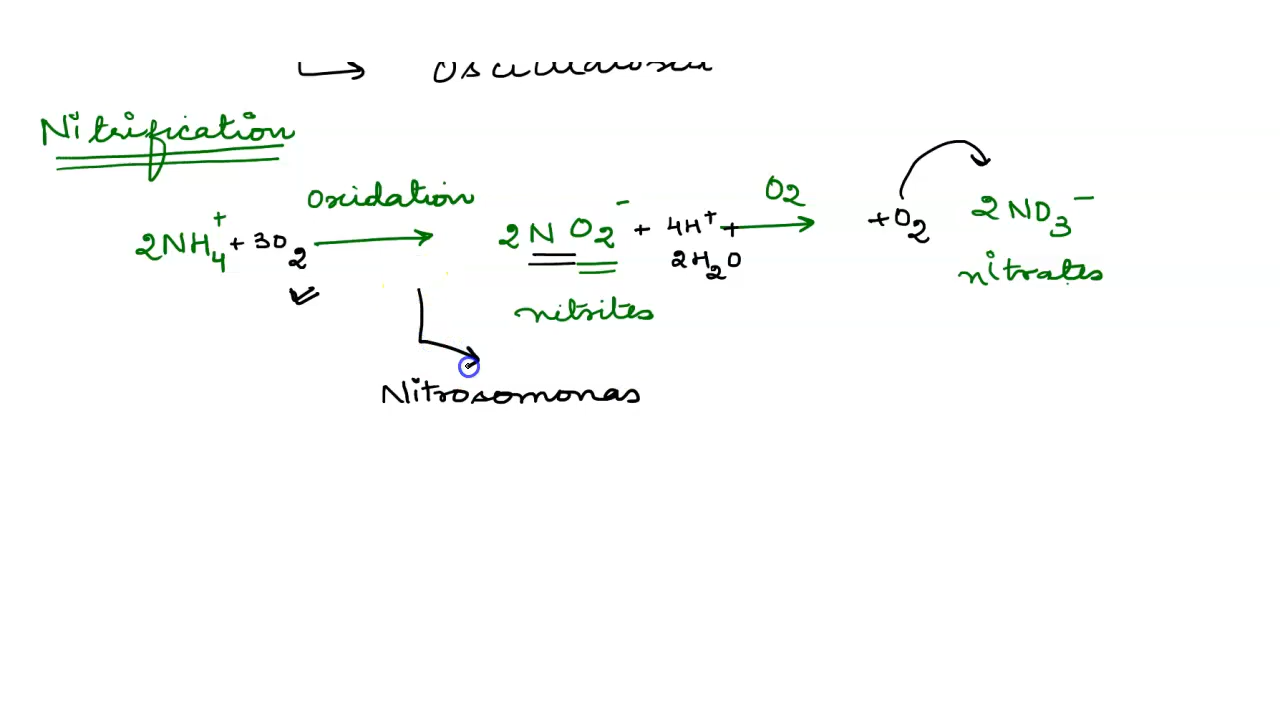 Nitrification
2NH4+ + 3O2 oxidation → 2NO2- + 4H+ + 2H2O O2 → + O2 2NO3-
nitrites nitrates
Nitrosomonas